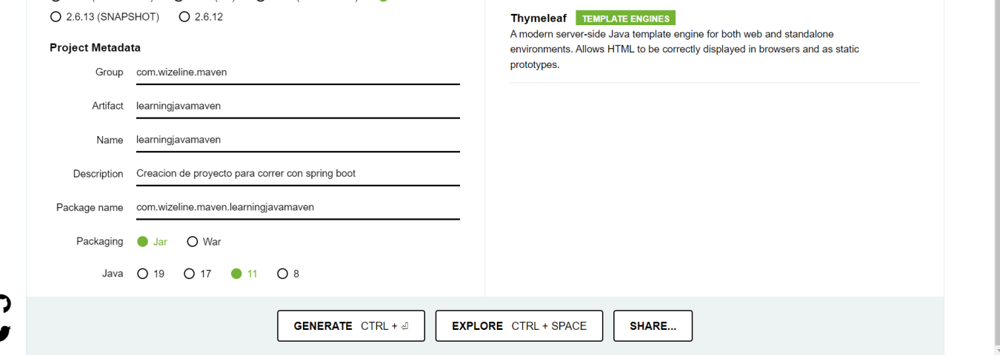 2.6.13 (SNAPSHOT) 2.6.12
Project Metadata
Group com.wizeline.maven
Artifact learningjavamaven
Name learningjavamaven
Description Creacion de proyecto para correr con spring boot
Package name com.wizeline.maven.learningjavamaven
Packaging Jar War
Java 19 17 11 8
Thymeleaf TEMPLATE ENGINES
A modern server-side Java template engine for both web and standalone
environments. Allows HTML to be correctly displayed in browsers and as static
prototypes.
GENERATE CTRL + ⏎ EXPLORE CTRL + SPACE SHARE...